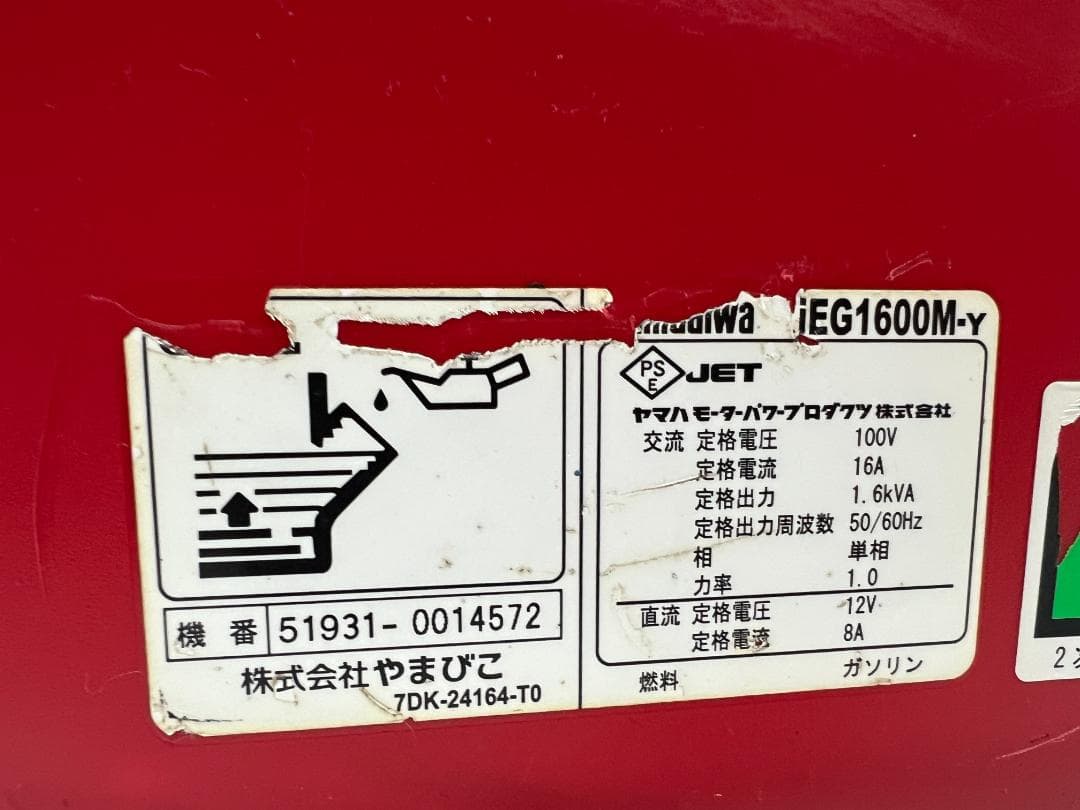 機番 51931-0014572
株式会社やまびこ
7DK-24164-T0
iEG1600M-Y
PS
E
JET
ヤマハモーターパワープロダクツ株式会社
交流 定格電圧 100V
定格電流 16A
定格出力 1.6kVA
定格出力周波数 50/60Hz
相 単相
力率 1.0
直流 定格電圧 12V
定格電流 8A
燃料 ガソリン
2